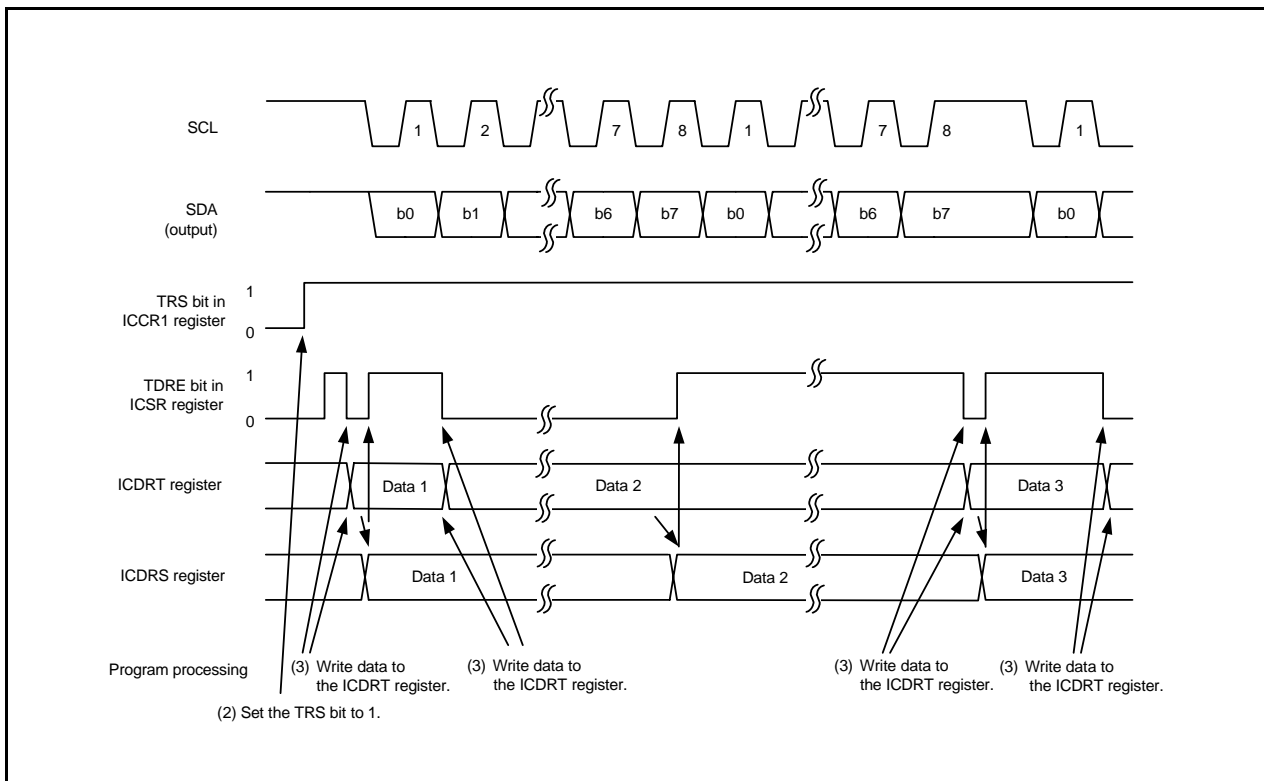 SCL
1 2 7 8 1 7 8 1
SDA
(output)
b0 b1 b6 b7 b0 b6 b7 b0
TRS bit in
ICCR1 register
1
0
TDRE bit in
ICSR register
1
0
ICDRT register
Data 1 Data 2 Data 3
ICDRS register
Data 1 Data 2 Data 3
Program processing
(3) Write data to
the ICDRT register.
(3) Write data to
the ICDRT register.
(3) Write data to
the ICDRT register.
(3) Write data to
the ICDRT register.
(2) Set the TRS bit to 1.